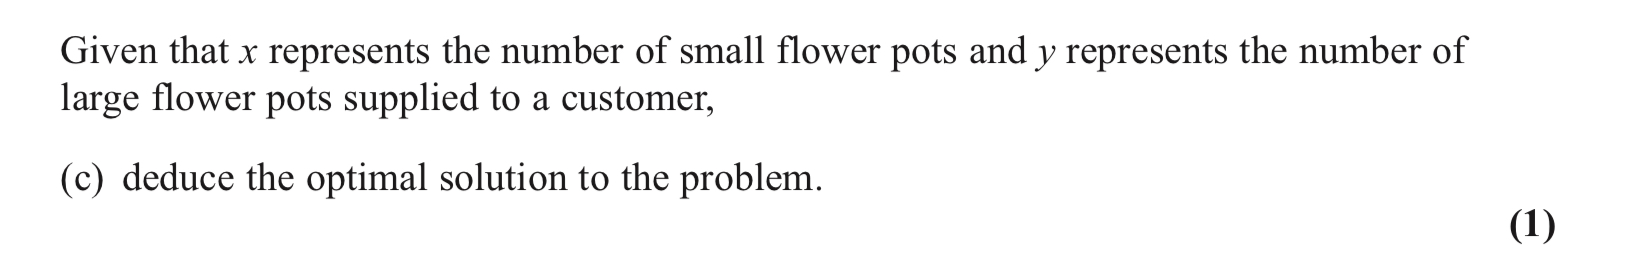 Given that x represents the number of small flower pots and y represents the number of
large flower pots supplied to a customer,
(c) deduce the optimal solution to the problem.
(1)